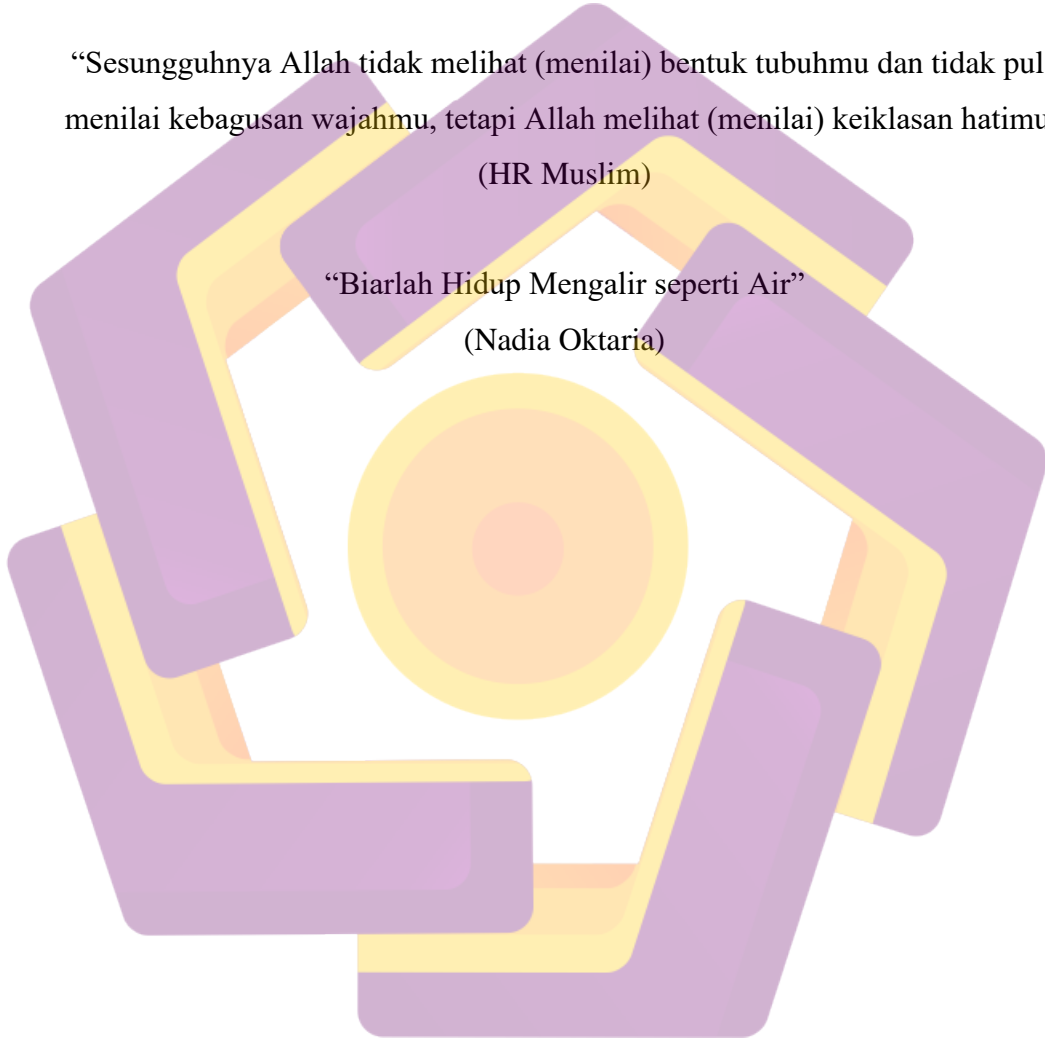 “Sesungguhnya Allah tidak melihat (menilai) bentuk tubuhmu dan tidak pul
menilai kebagusan wajahmu, tetapi Allah melihat (menilai) keiklasan hatimu
(HR Muslim)
“Biarlah Hidup Mengalir seperti Air”
(Nadia Oktaria)